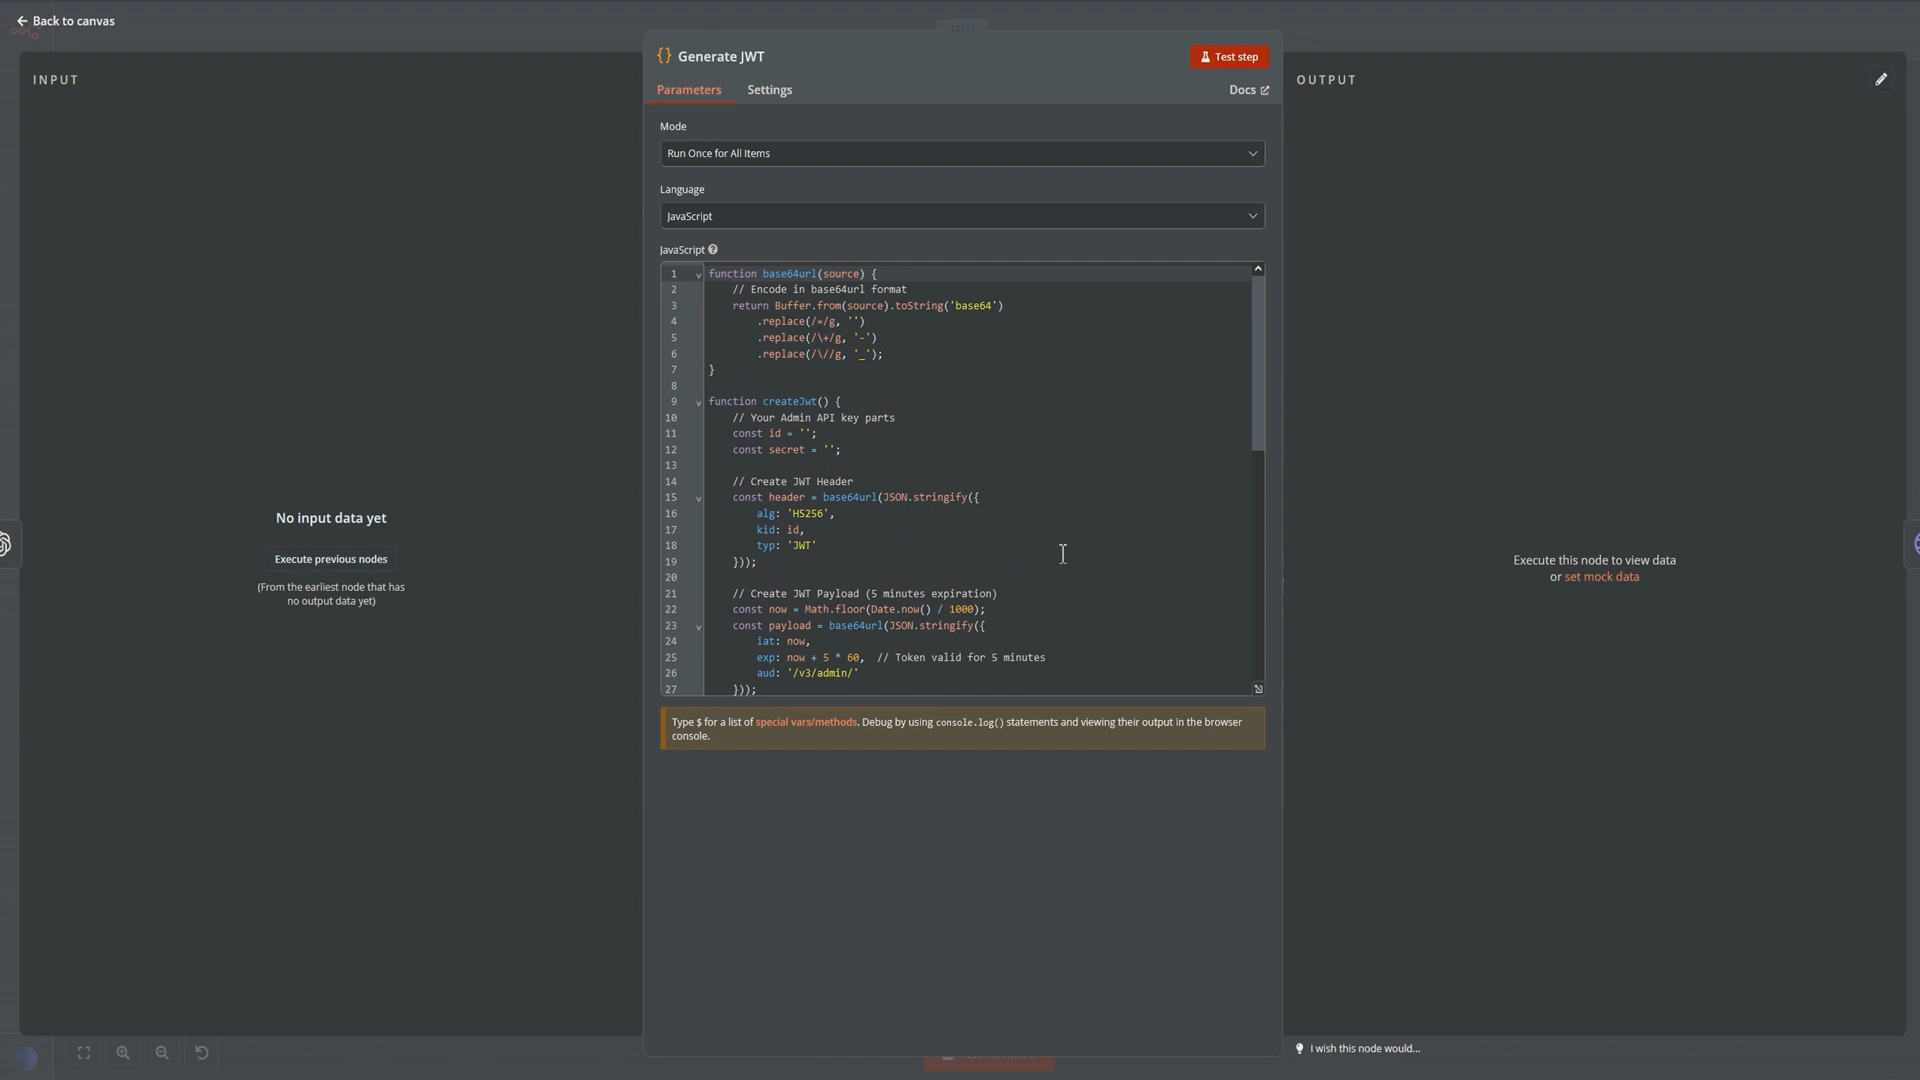 Back to canvas
INPUT
No input data yet
Execute previous nodes
(From the earliest node that has
no output data yet)
Generate JWT
Test step
Parameters
Settings
Docs
Mode
Run Once for All Items
Language
JavaScript
JavaScript
1 function base64url(source) {
2 // Encode in base64url format
3 return Buffer.from(source).toString('base64')
4 .replace(/=/g, '')
5 .replace(/\+/g, '-')
6 .replace(/\//g, '_');
7 }
8
9 function createJwt() {
10 // Your Admin API key parts
11 const id = '';
12 const secret = '';
13
14 // Create JWT Header
15 const header = base64url(JSON.stringify({
16 alg: 'HS256',
17 kid: id,
18 typ: 'JWT'
19 }));
20
21 // Create JWT Payload (5 minutes expiration)
22 const now = Math.floor(Date.now() / 1000);
23 const payload = base64url(JSON.stringify({
24 iat: now,
25 exp: now + 5 * 60, // Token valid for 5 minutes
26 aud: '/v3/admin/'
27 }));
Type $ for a list of special vars/methods. Debug by using console.log() statements and viewing their output in the browser
console.
OUTPUT
Execute this node to view data
or set mock data
I wish this node would...